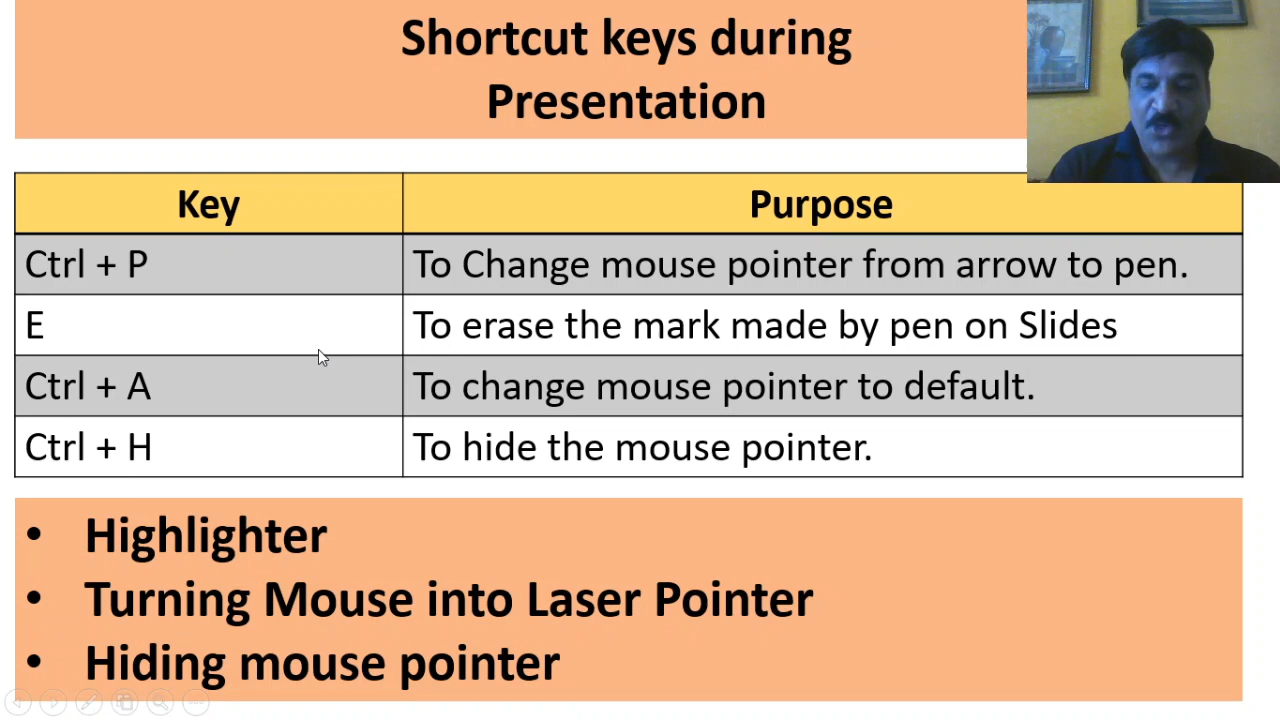 Shortcut keys during
Presentation
Key Purpose
Ctrl + P To Change mouse pointer from arrow to pen.
E To erase the mark made by pen on Slides
Ctrl + A To change mouse pointer to default.
Ctrl + H To hide the mouse pointer.
• Highlighter
• Turning Mouse into Laser Pointer
• Hiding mouse pointer